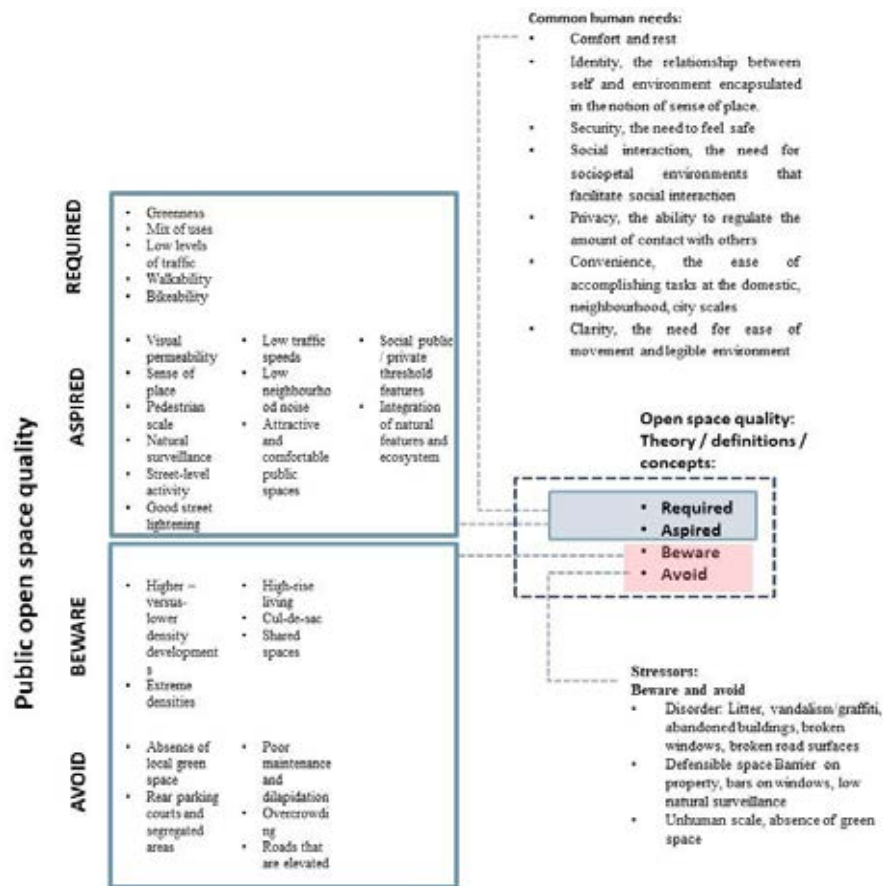 Common human needs:
• Comfort and rest
• Identity, the relationship between
self and environment encapsulated
in the notion of sense of place.
• Security, the need to feel safe
• Social interaction, the need for
sociopetal environments that
facilitate social interaction
• Privacy, the ability to regulate the
amount of contact with others
• Convenience, the ease of
accomplishing tasks at the domestic,
neighbourhood, city scales
• Clarity, the need for ease of
movement and legible environment
Public open space quality
REQUIRED
• Greenness
• Mix of uses
• Low levels
of traffic
• Walkability
• Bikeability
ASPIRED
• Visual
permeability
• Sense of
place
• Pedestrian
scale
• Natural
surveillance
• Street-level
activity
• Good street
lightening
• Low traffic
speeds
• Low
neighbourho
od noise
• Attractive
and
comfortable
public
spaces
• Social public
/ private
threshold
features
• Integration
of natural
features and
ecosystem
Open space quality:
Theory / definitions /
concepts:
• Required
• Aspired
• Beware
• Avoid
BEWARE
• Higher –
versus-
lower
density
development
s
• Extreme
densities
• High-rise
living
• Cul-de-sac
• Shared
spaces
AVOID
• Absence of
local green
space
• Rear parking
courts and
segregated
areas
• Poor
maintenance
and
dilapidation
• Overcrowdi
ng
• Roads that
are elevated
Stressors:
Beware and avoid
• Disorder: Litter, vandalism/graffiti,
abandoned buildings, broken
windows, broken road surfaces
• Defensible space Barrier on
property, bars on windows, low
natural surveillance
• Unhuman scale, absence of green
space